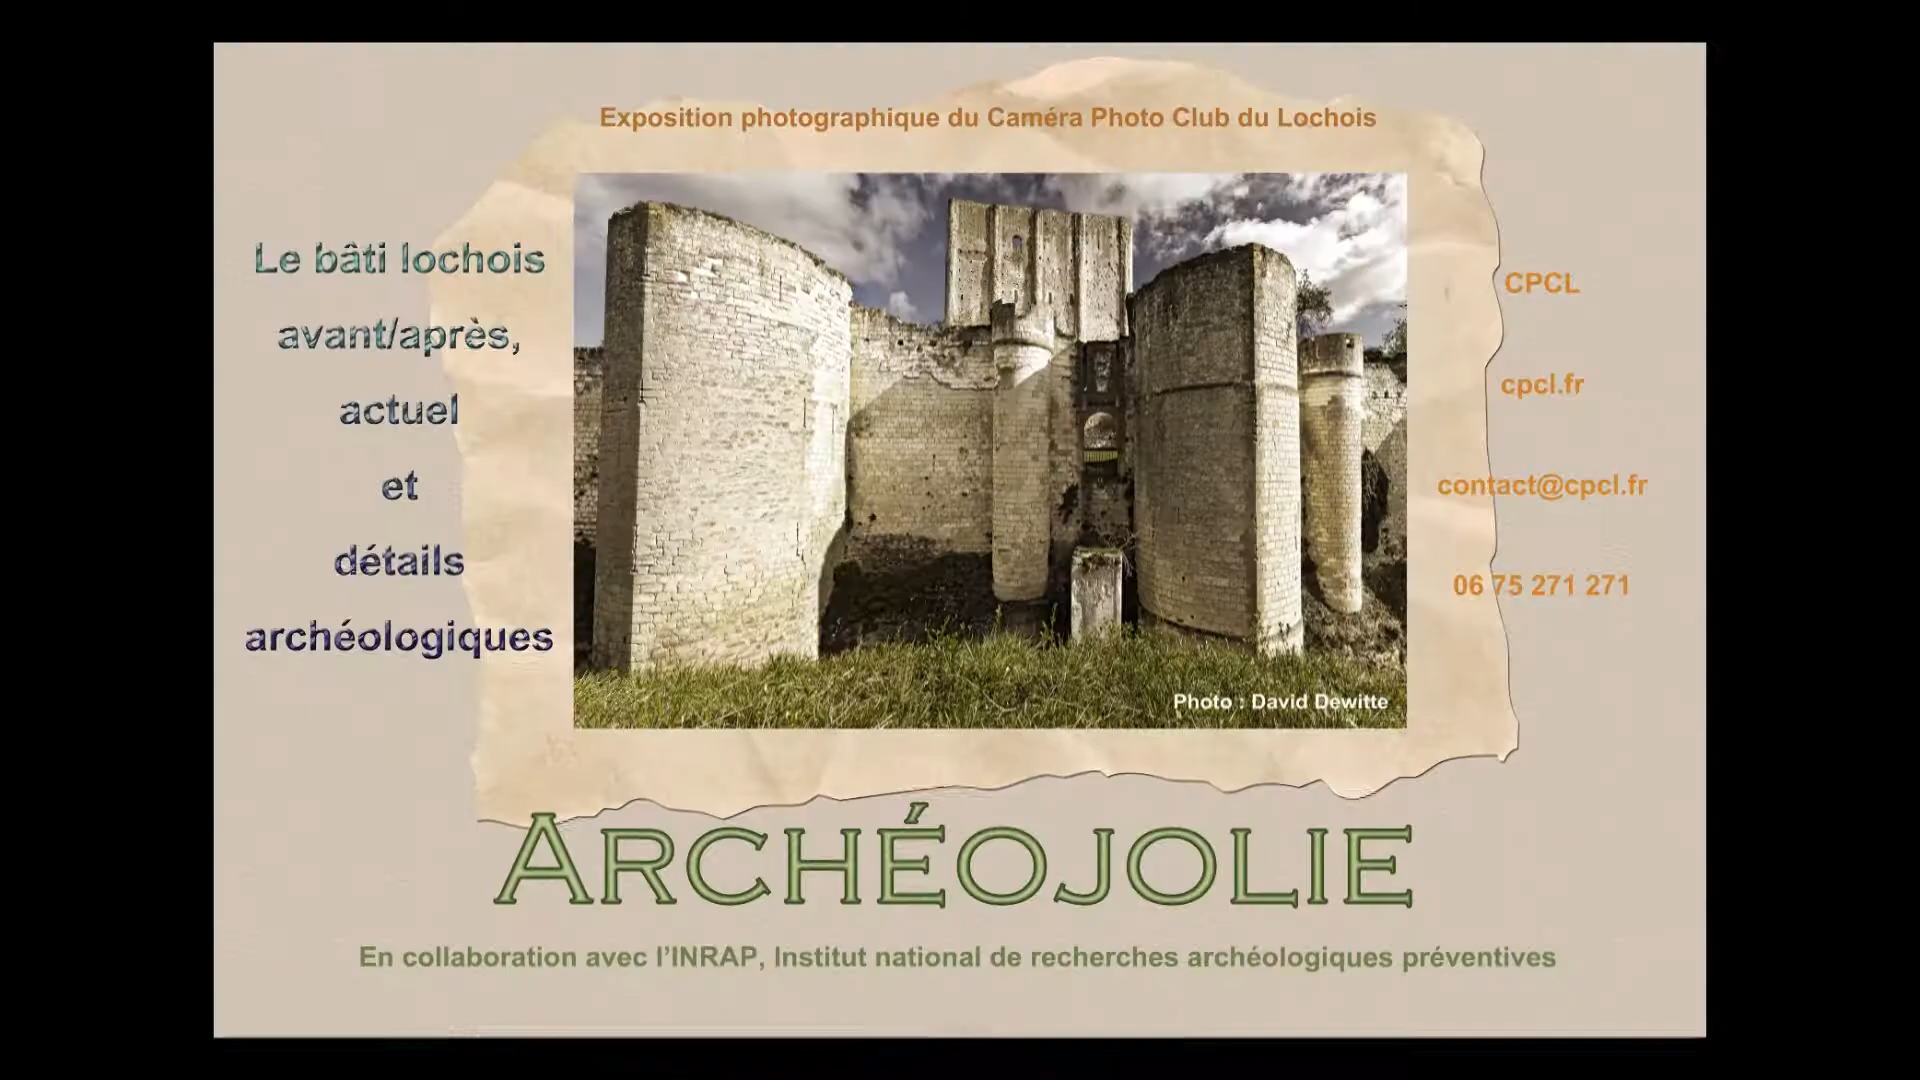 Exposition photographique du Caméra Photo Club du Lochois
Le bâti lochois
avant/après,
actuel
et
détails
archéologiques
CPCL
cpcl.fr
contact@cpcl.fr
06 75 271 271
Photo : David Dewitte
ARCHÉOJOLIE
En collaboration avec l'INRAP, Institut national de recherches archéologiques préventives